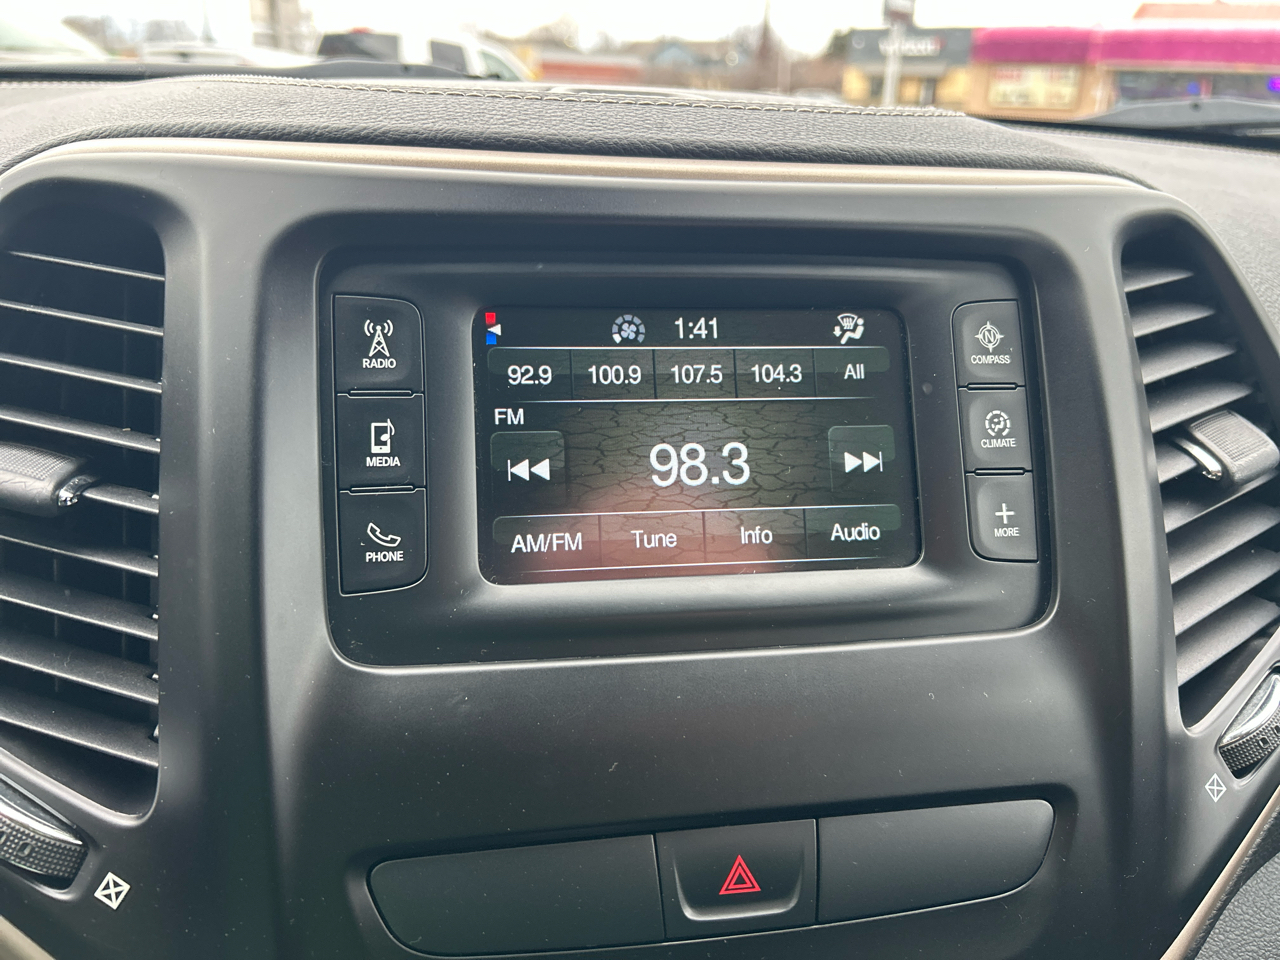 1:41
92.9 100.9 107.5 104.3 All
FM
98.3
AM/FM Tune Info Audio
RADIO
MEDIA
PHONE
N
COMPASS
CLIMATE
MORE